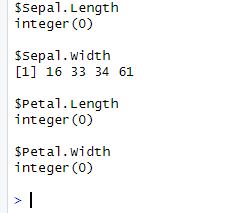 $Sepal.Length
integer(0)
$Sepal.Width
[1] 16 33 34 61
$Petal.Length
integer(0)
$Petal.Width
integer(0)
>